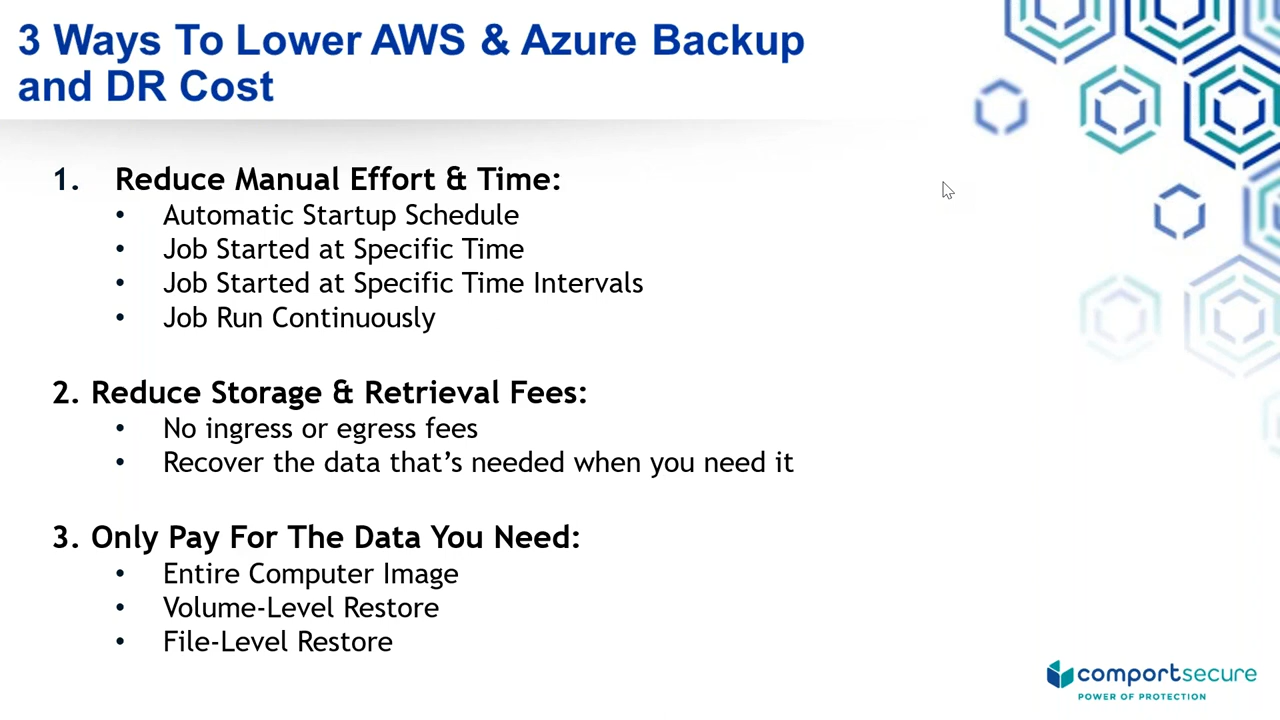 3 Ways To Lower AWS & Azure Backup
and DR Cost
1. Reduce Manual Effort & Time:
• Automatic Startup Schedule
• Job Started at Specific Time
• Job Started at Specific Time Intervals
• Job Run Continuously
2. Reduce Storage & Retrieval Fees:
• No ingress or egress fees
• Recover the data that’s needed when you need it
3. Only Pay For The Data You Need:
• Entire Computer Image
• Volume-Level Restore
• File-Level Restore
comportsecure
POWER OF PROTECTION